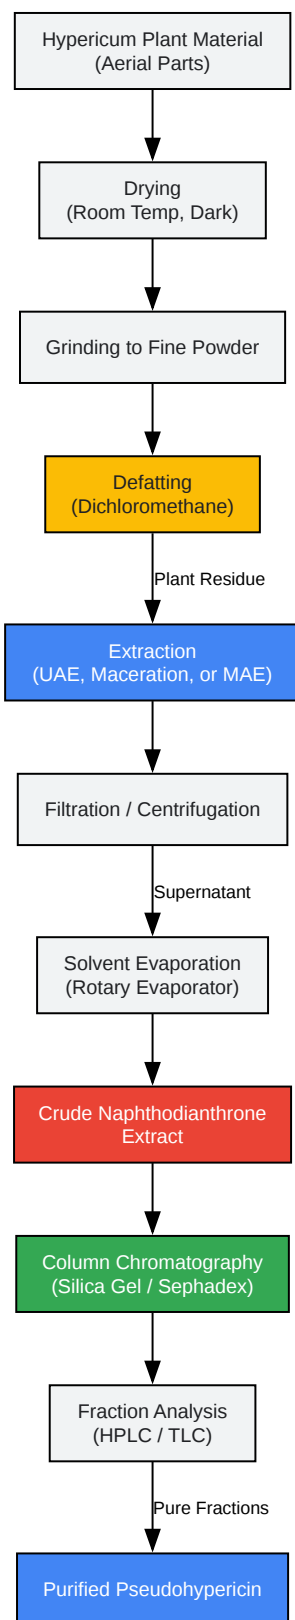 Hypericum Plant Material
(Aerial Parts)
Drying
(Room Temp, Dark)
Grinding to Fine Powder
Defatting
(Dichloromethane)
Plant Residue
Extraction
(UAE, Maceration, or MAE)
Filtration / Centrifugation
Supernatant
Solvent Evaporation
(Rotary Evaporator)
Crude Naphthodianthrone
Extract
Column Chromatography
(Silica Gel / Sephadex)
Fraction Analysis
(HPLC / TLC)
Pure Fractions
Purified Pseudohypericin